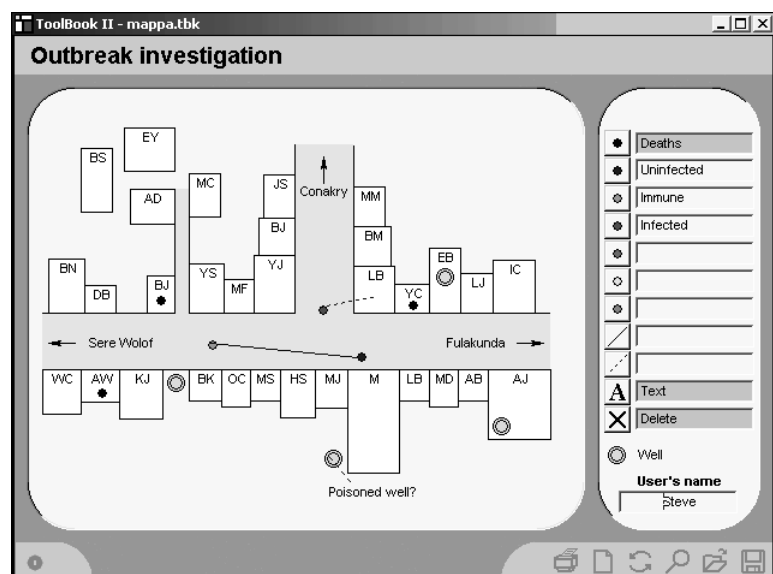 ToolBook II - mappa.tbk
Outbreak investigation
EY
BS
AD
MC
JS
Conakry
MM
BJ
BM
BN
DB
BJ
YS
MF
YJ
LB
YC
EB
LJ
IC
Sere Wolof
Fulakunda
WC
AW
KJ
BK
OC
MS
HS
MJ
M
LB
MD
AB
AJ
Poisoned well?
Deaths
Uninfected
Immune
Infected
A Text
Delete
Well
User's name
Steve